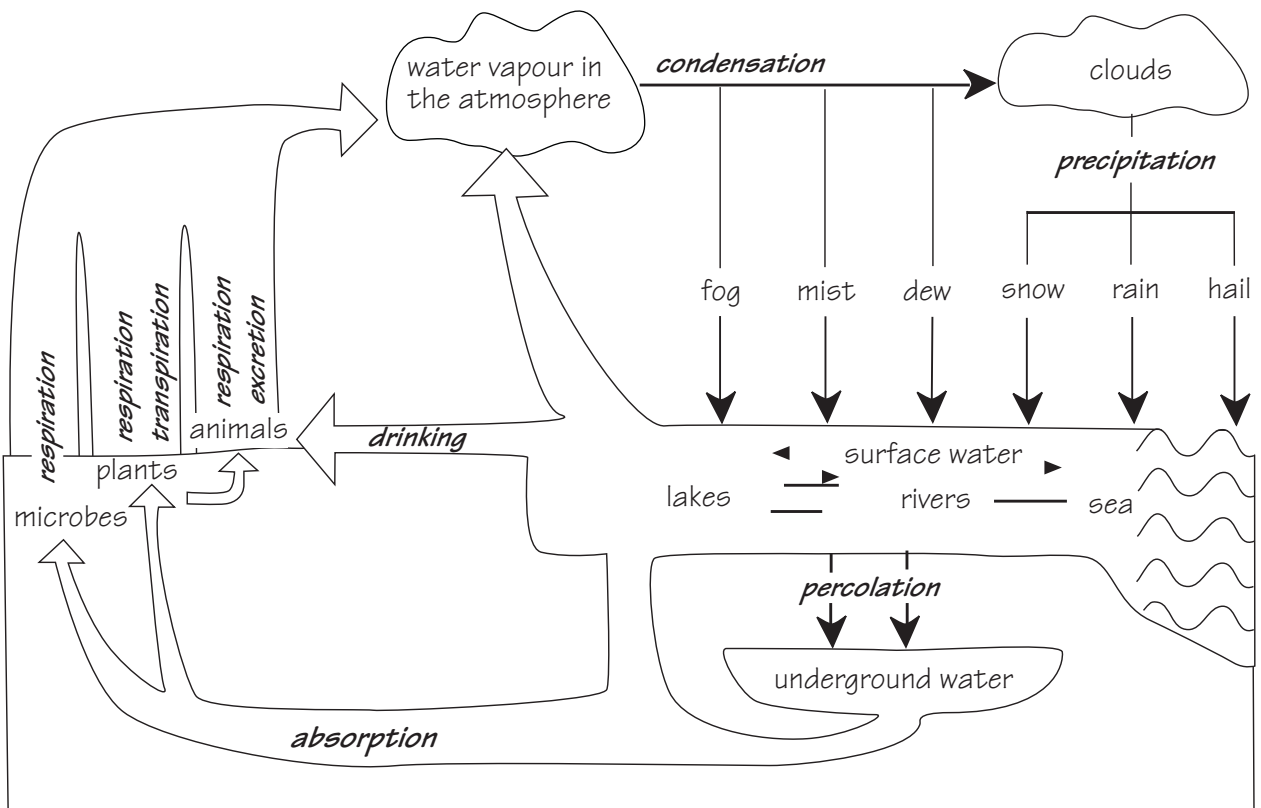 water vapour in
the atmosphere
condensation
clouds
precipitation
fog
mist
dew
snow
rain
hail
respiration
respiration
transpiration
respiration
excretion
animals
drinking
plants
microbes
surface water
lakes
rivers
sea
percolation
underground water
absorption